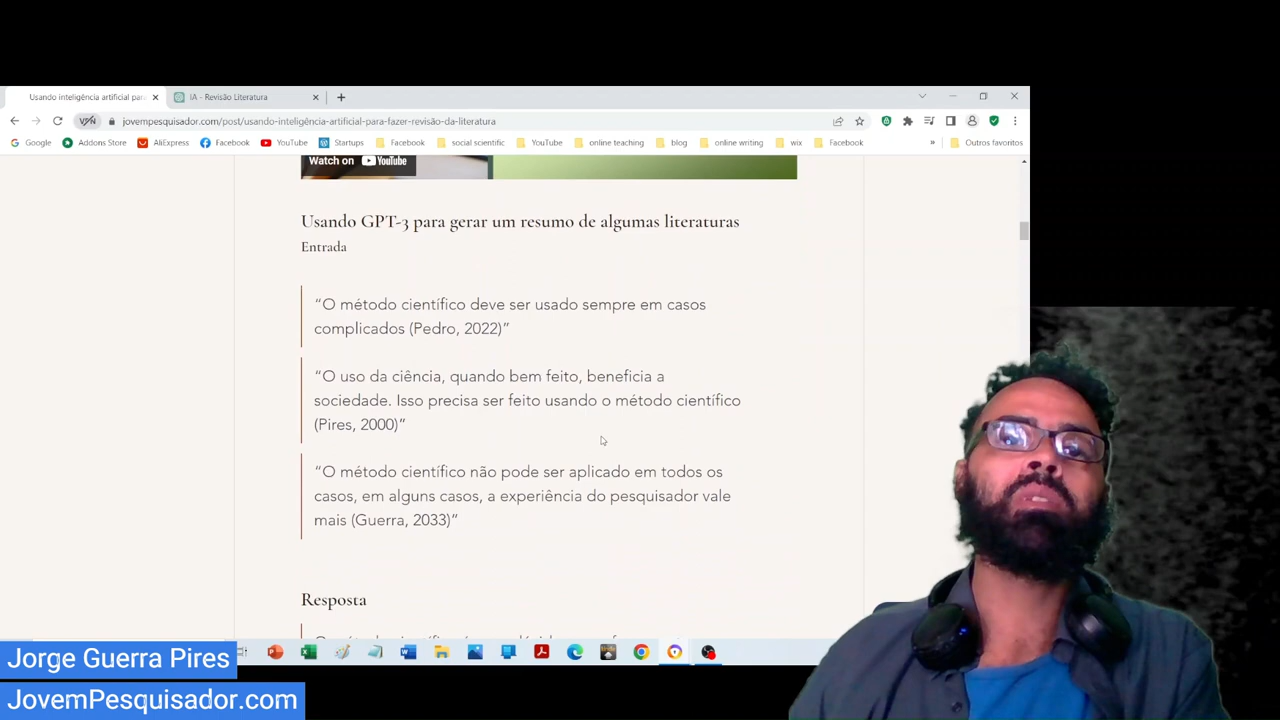 Usando inteligência artificial para
IA - Revisão Literatura
VPN
jovempesquisador.com/post/usando-inteligência-artificial-para-fazer-revisão-da-literatura
Google
Addons Store
AliExpress
Facebook
YouTube
Startups
Facebook
social scientific
YouTube
online teaching
blog
online writing
wix
Facebook
»
Outros favoritos
Watch on YouTube
Usando GPT-3 para gerar um resumo de algumas literaturas
Entrada
“O método científico deve ser usado sempre em casos
complicados (Pedro, 2022)”
“O uso da ciência, quando bem feito, beneficia a
sociedade. Isso precisa ser feito usando o método científico
(Pires, 2000)”
“O método científico não pode ser aplicado em todos os
casos, em alguns casos, a experiência do pesquisador vale
mais (Guerra, 2033)”
Resposta
Jorge Guerra Pires
JovemPesquisador.com